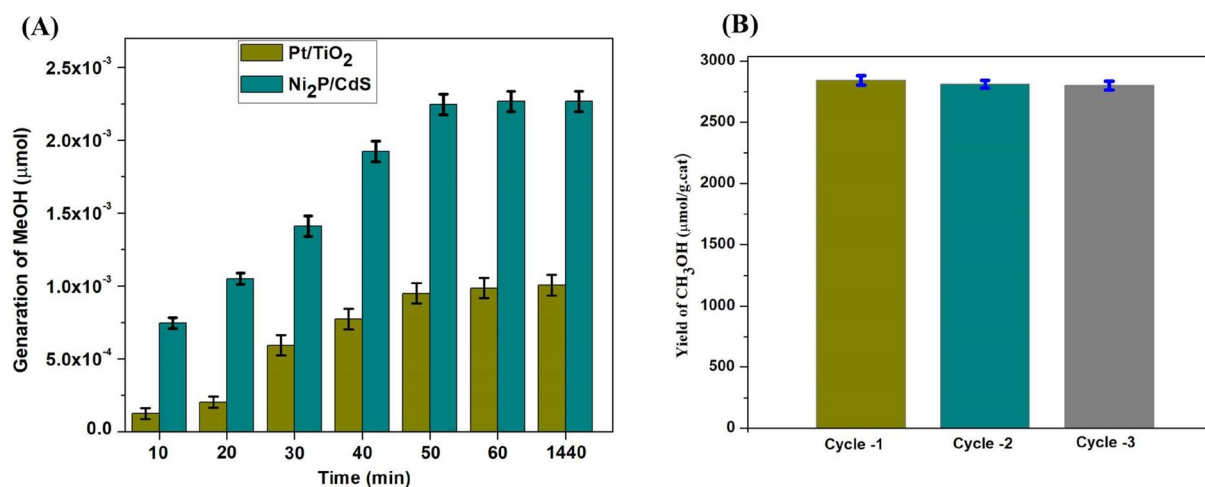 (A)
Pt/TiO₂
Ni₂P/CdS
2.5x10⁻³
2.0x10⁻³
1.5x10⁻³
1.0x10⁻³
5.0x10⁻⁴
0.0
Genaration of MeOH (μmol)
10 20 30 40 50 60 1440
Time (min)
(B)
3000
2500
2000
1750
1000
500
0
Yield of CH₃OH (μmol/g.cat)
Cycle -1 Cycle -2 Cycle -3